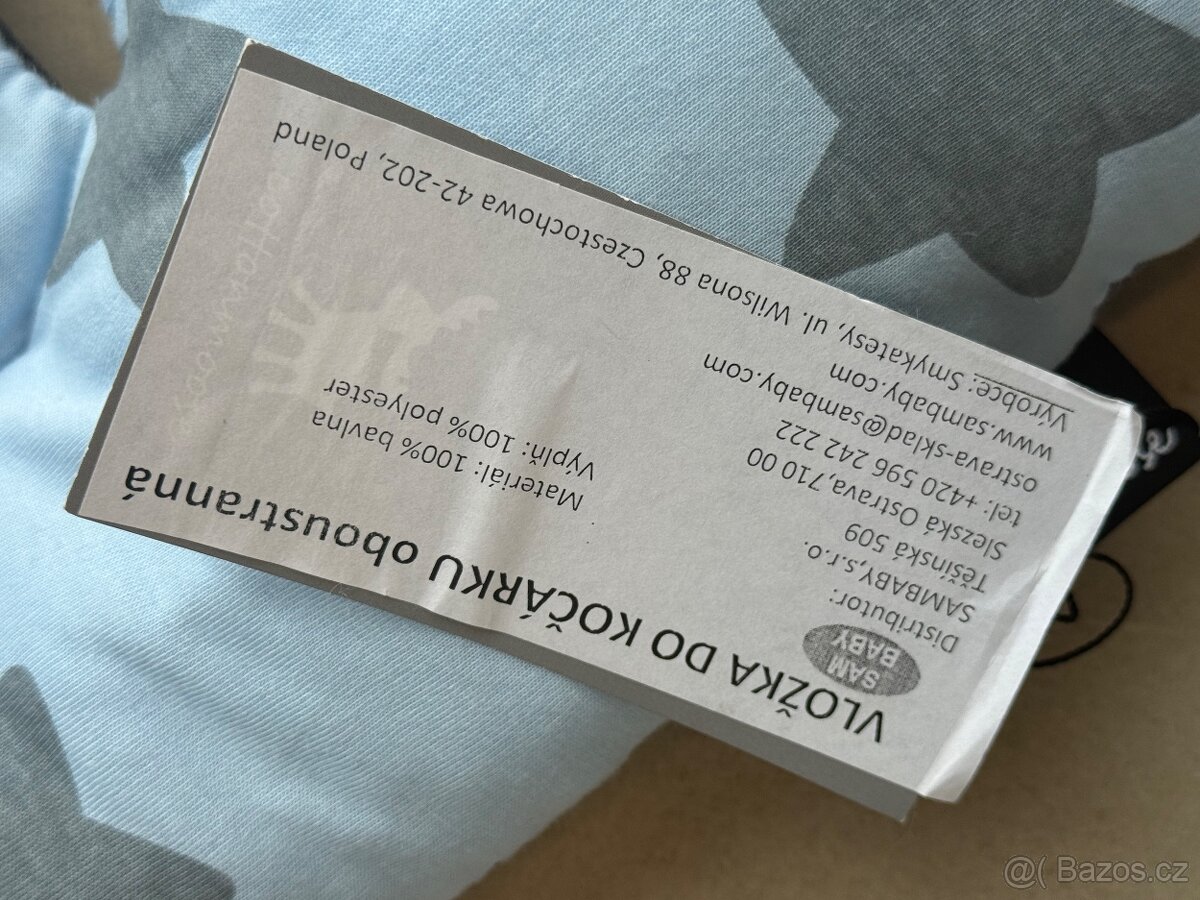 VLOŽKA DO KOČÁRKU oboustranná
SAM
BABY
Distributor:
SAMBABY,s.r.o.
Těšínská 509
Slezská Ostrava,710 00
tel: +420 596 242 222
ostrava-sklad@sambaby.com
www.sambaby.com
Materiál: 100% bavlna
Výplň: 100% polyester
Výrobce: Smykatesy, ul. Wilsona 88, Czestochowa 42-202, Poland
@( Bazos.cz